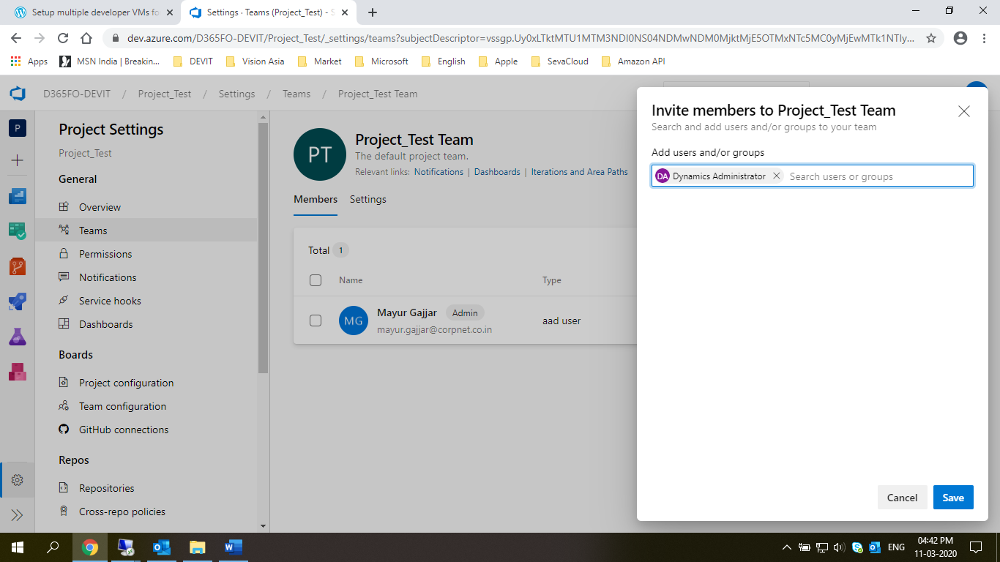 Setup multiple developer VMs fo
Settings · Teams (Project_Test) - S
dev.azure.com/D365FO-DEVIT/Project_Test/_settings/teams?subjectDescriptor=vssgp.Uy0xLTktMTU1MTM3NDI0NS04NDMwNDM0MjktMjE5OTMxNTc5MC0yMjEwMTk1NTIy...
Apps
MSN India | Breakin...
DEVIT
Vision Asia
Market
Microsoft
English
Apple
SevaCloud
Amazon API
D365FO-DEVIT / Project_Test / Settings / Teams / Project_Test Team
P
Project Settings
Project_Test
General
Overview
Teams
Permissions
Notifications
Service hooks
Dashboards
Boards
Project configuration
Team configuration
GitHub connections
Repos
Repositories
Cross-repo policies
PT
Project_Test Team
The default project team.
Relevant links: Notifications | Dashboards | Iterations and Area Paths
Members Settings
Total 1
Name Type
MG Mayur Gajjar Admin aad user
mayur.gajjar@corpnet.co.in
Invite members to Project_Test Team
Search and add users and/or groups to your team
Add users and/or groups
DA Dynamics Administrator Search users or groups
Cancel Save
ENG
04:42 PM
11-03-2020